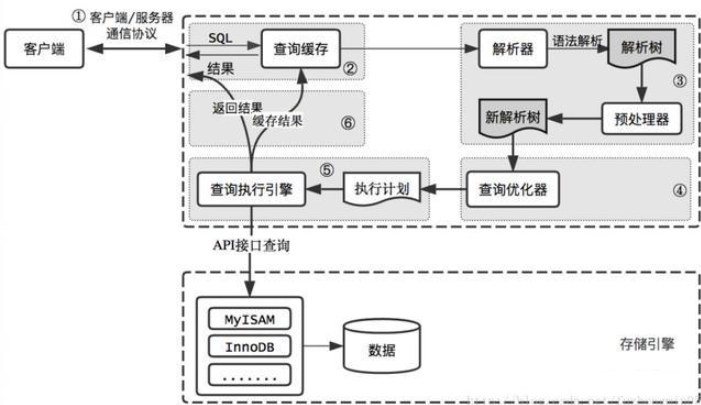 ① 客户端/服务器
通信协议
客户端
SQL
结果
查询缓存
②
解析器
语法解析
解析树
③
预处理器
新解析树
返回结果
缓存结果
⑥
查询执行引擎
⑤
执行计划
查询优化器
④
API接口查询
MyISAM
InnoDB
.......
数据
存储引擎